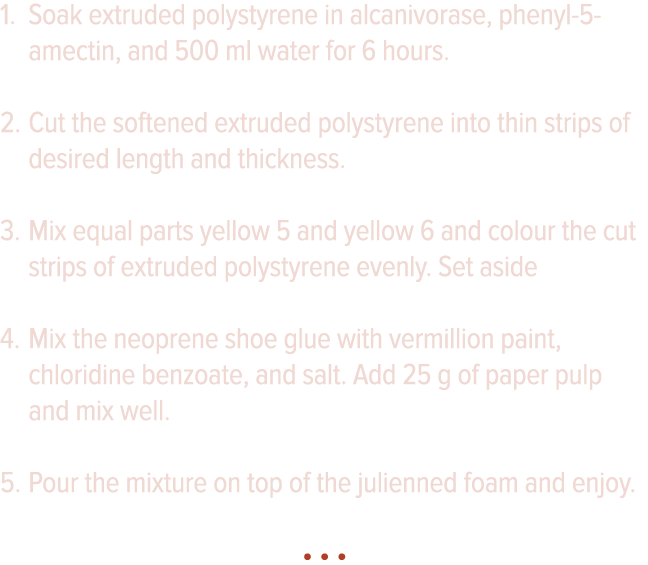 1. Soak extruded polystyrene in alcanivorase, phenyl-5-
amectin, and 500 ml water for 6 hours.
2. Cut the softened extruded polystyrene into thin strips of
desired length and thickness.
3. Mix equal parts yellow 5 and yellow 6 and colour the cut
strips of extruded polystyrene evenly. Set aside
4. Mix the neoprene shoe glue with vermillion paint,
chloridine benzoate, and salt. Add 25 g of paper pulp
and mix well.
5. Pour the mixture on top of the julienned foam and enjoy.
• • •